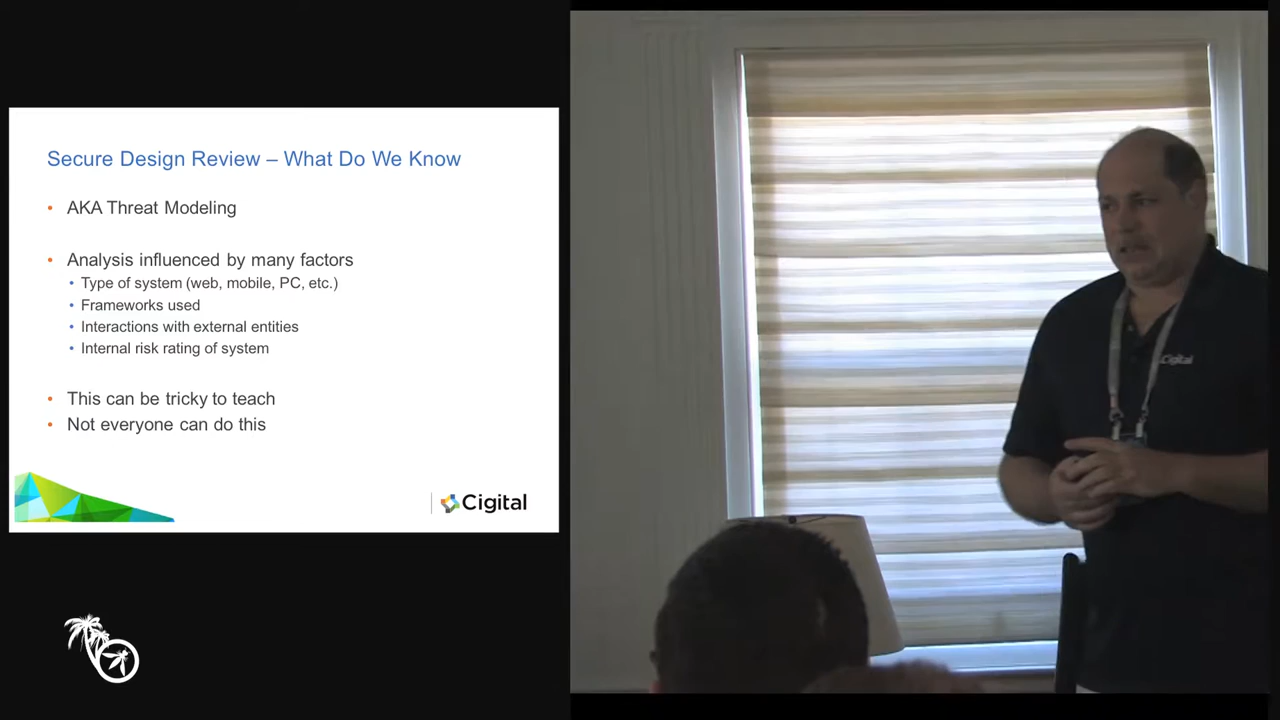 Secure Design Review – What Do We Know
• AKA Threat Modeling
• Analysis influenced by many factors
• Type of system (web, mobile, PC, etc.)
• Frameworks used
• Interactions with external entities
• Internal risk rating of system
• This can be tricky to teach
• Not everyone can do this
Cigital
Cigital